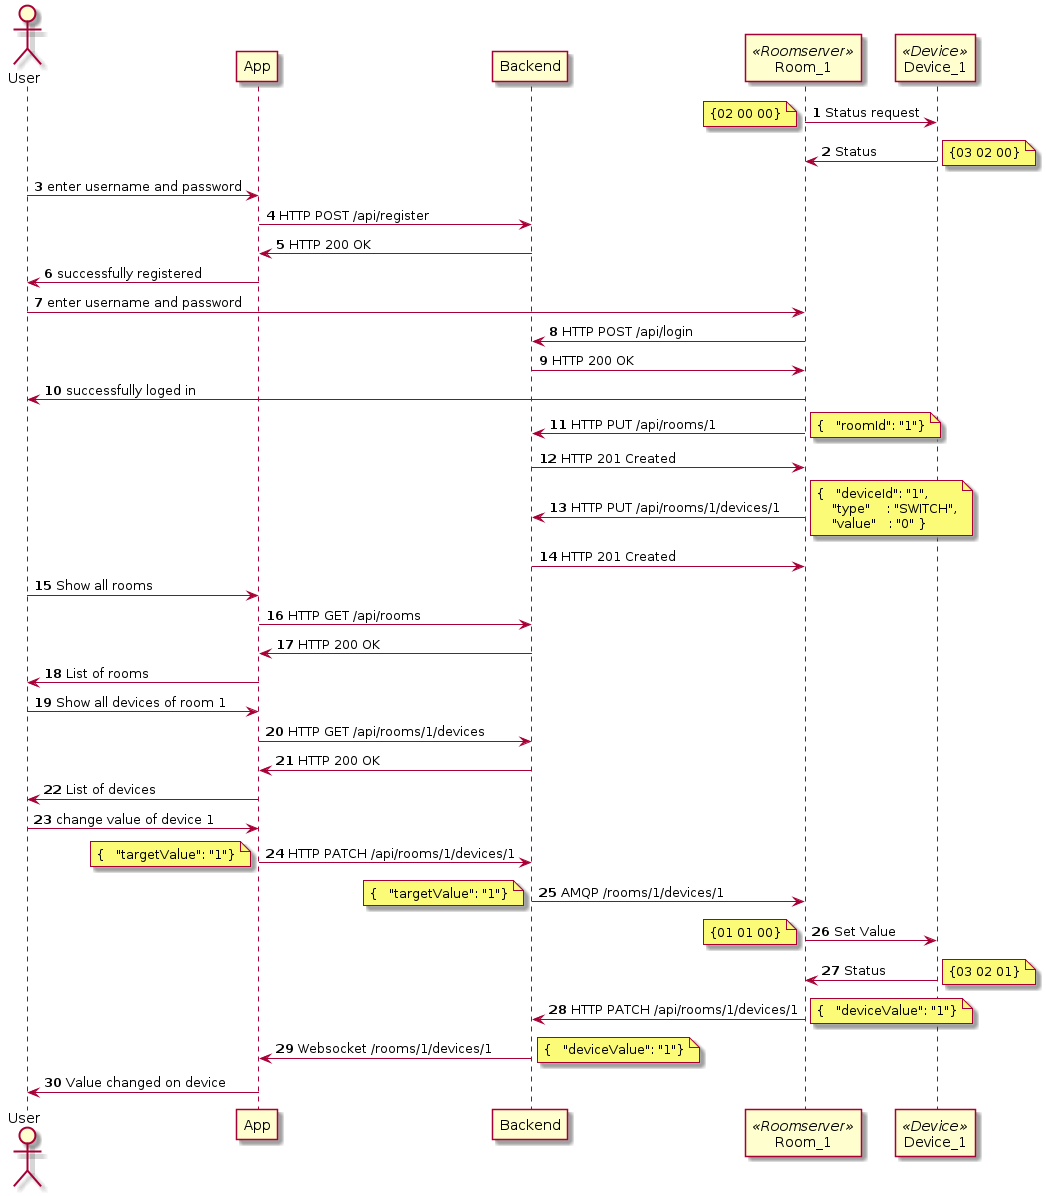 User
App
Backend
«Roomserver»
Room_1
«Device»
Device_1
{02 00 00}
1 Status request
2 Status
{03 02 00}
3 enter username and password
4 HTTP POST /api/register
5 HTTP 200 OK
6 successfully registered
7 enter username and password
8 HTTP POST /api/login
9 HTTP 200 OK
10 successfully loged in
11 HTTP PUT /api/rooms/1
{   "roomId": "1"}
12 HTTP 201 Created
13 HTTP PUT /api/rooms/1/devices/1
{   "deviceId": "1",
"type"    : "SWITCH",
"value"   : "0" }
14 HTTP 201 Created
15 Show all rooms
16 HTTP GET /api/rooms
17 HTTP 200 OK
18 List of rooms
19 Show all devices of room 1
20 HTTP GET /api/rooms/1/devices
21 HTTP 200 OK
22 List of devices
23 change value of device 1
{   "targetValue": "1"}
24 HTTP PATCH /api/rooms/1/devices/1
{   "targetValue": "1"}
25 AMQP /rooms/1/devices/1
{01 01 00}
26 Set Value
27 Status
{03 02 01}
28 HTTP PATCH /api/rooms/1/devices/1
{   "deviceValue": "1"}
29 Websocket /rooms/1/devices/1
{   "deviceValue": "1"}
30 Value changed on device
User
App
Backend
«Roomserver»
Room_1
«Device»
Device_1